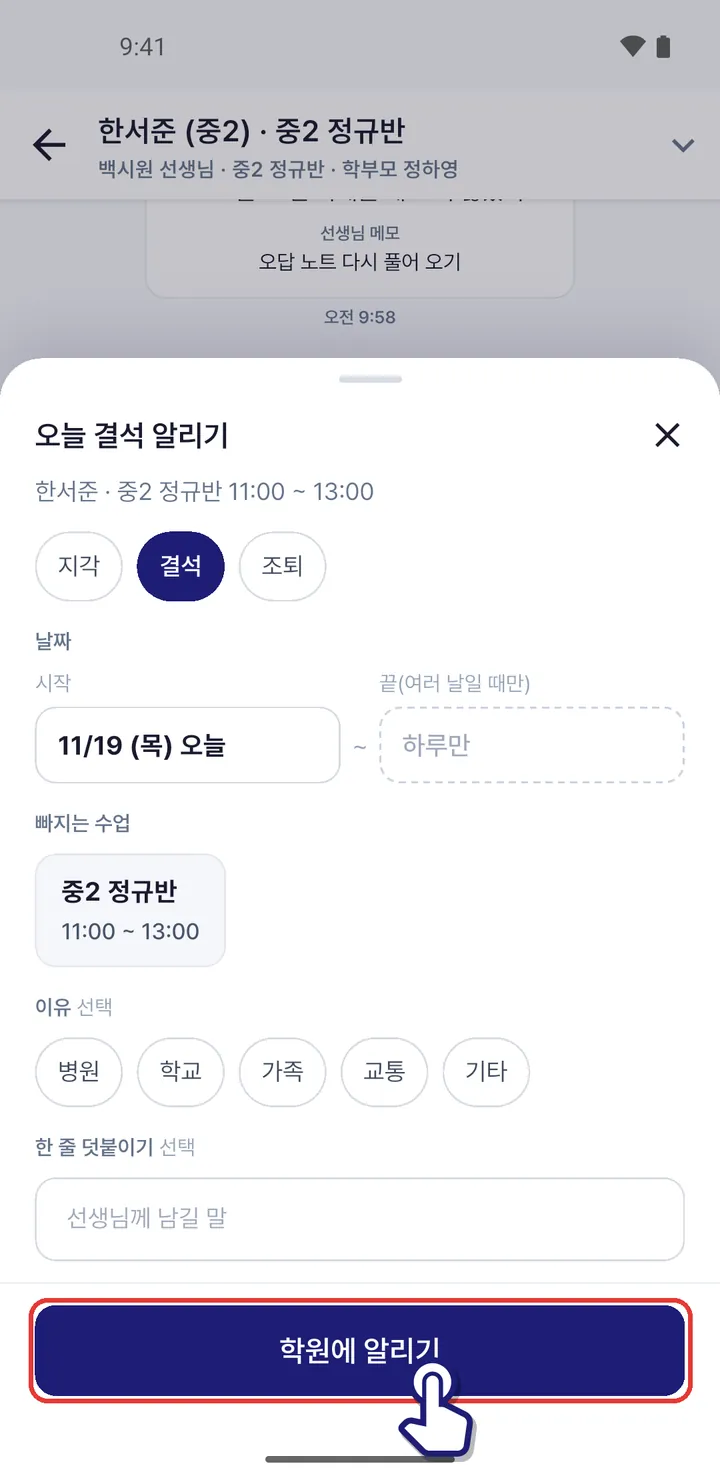 9:41
한서준 (중2) · 중2 정규반
백시원 선생님 · 중2 정규반 · 학부모 정하영
선생님 메모
오답 노트 다시 풀어 오기
오전 9:58
오늘 결석 알리기
한서준 · 중2 정규반 11:00 ~ 13:00
지각 결석 조퇴
날짜
시작 끝(여러 날일 때만)
11/19 (목) 오늘 ~ 하루만
빠지는 수업
중2 정규반
11:00 ~ 13:00
이유 선택
병원 학교 가족 교통 기타
한 줄 덧붙이기 선택
선생님께 남길 말
학원에 알리기